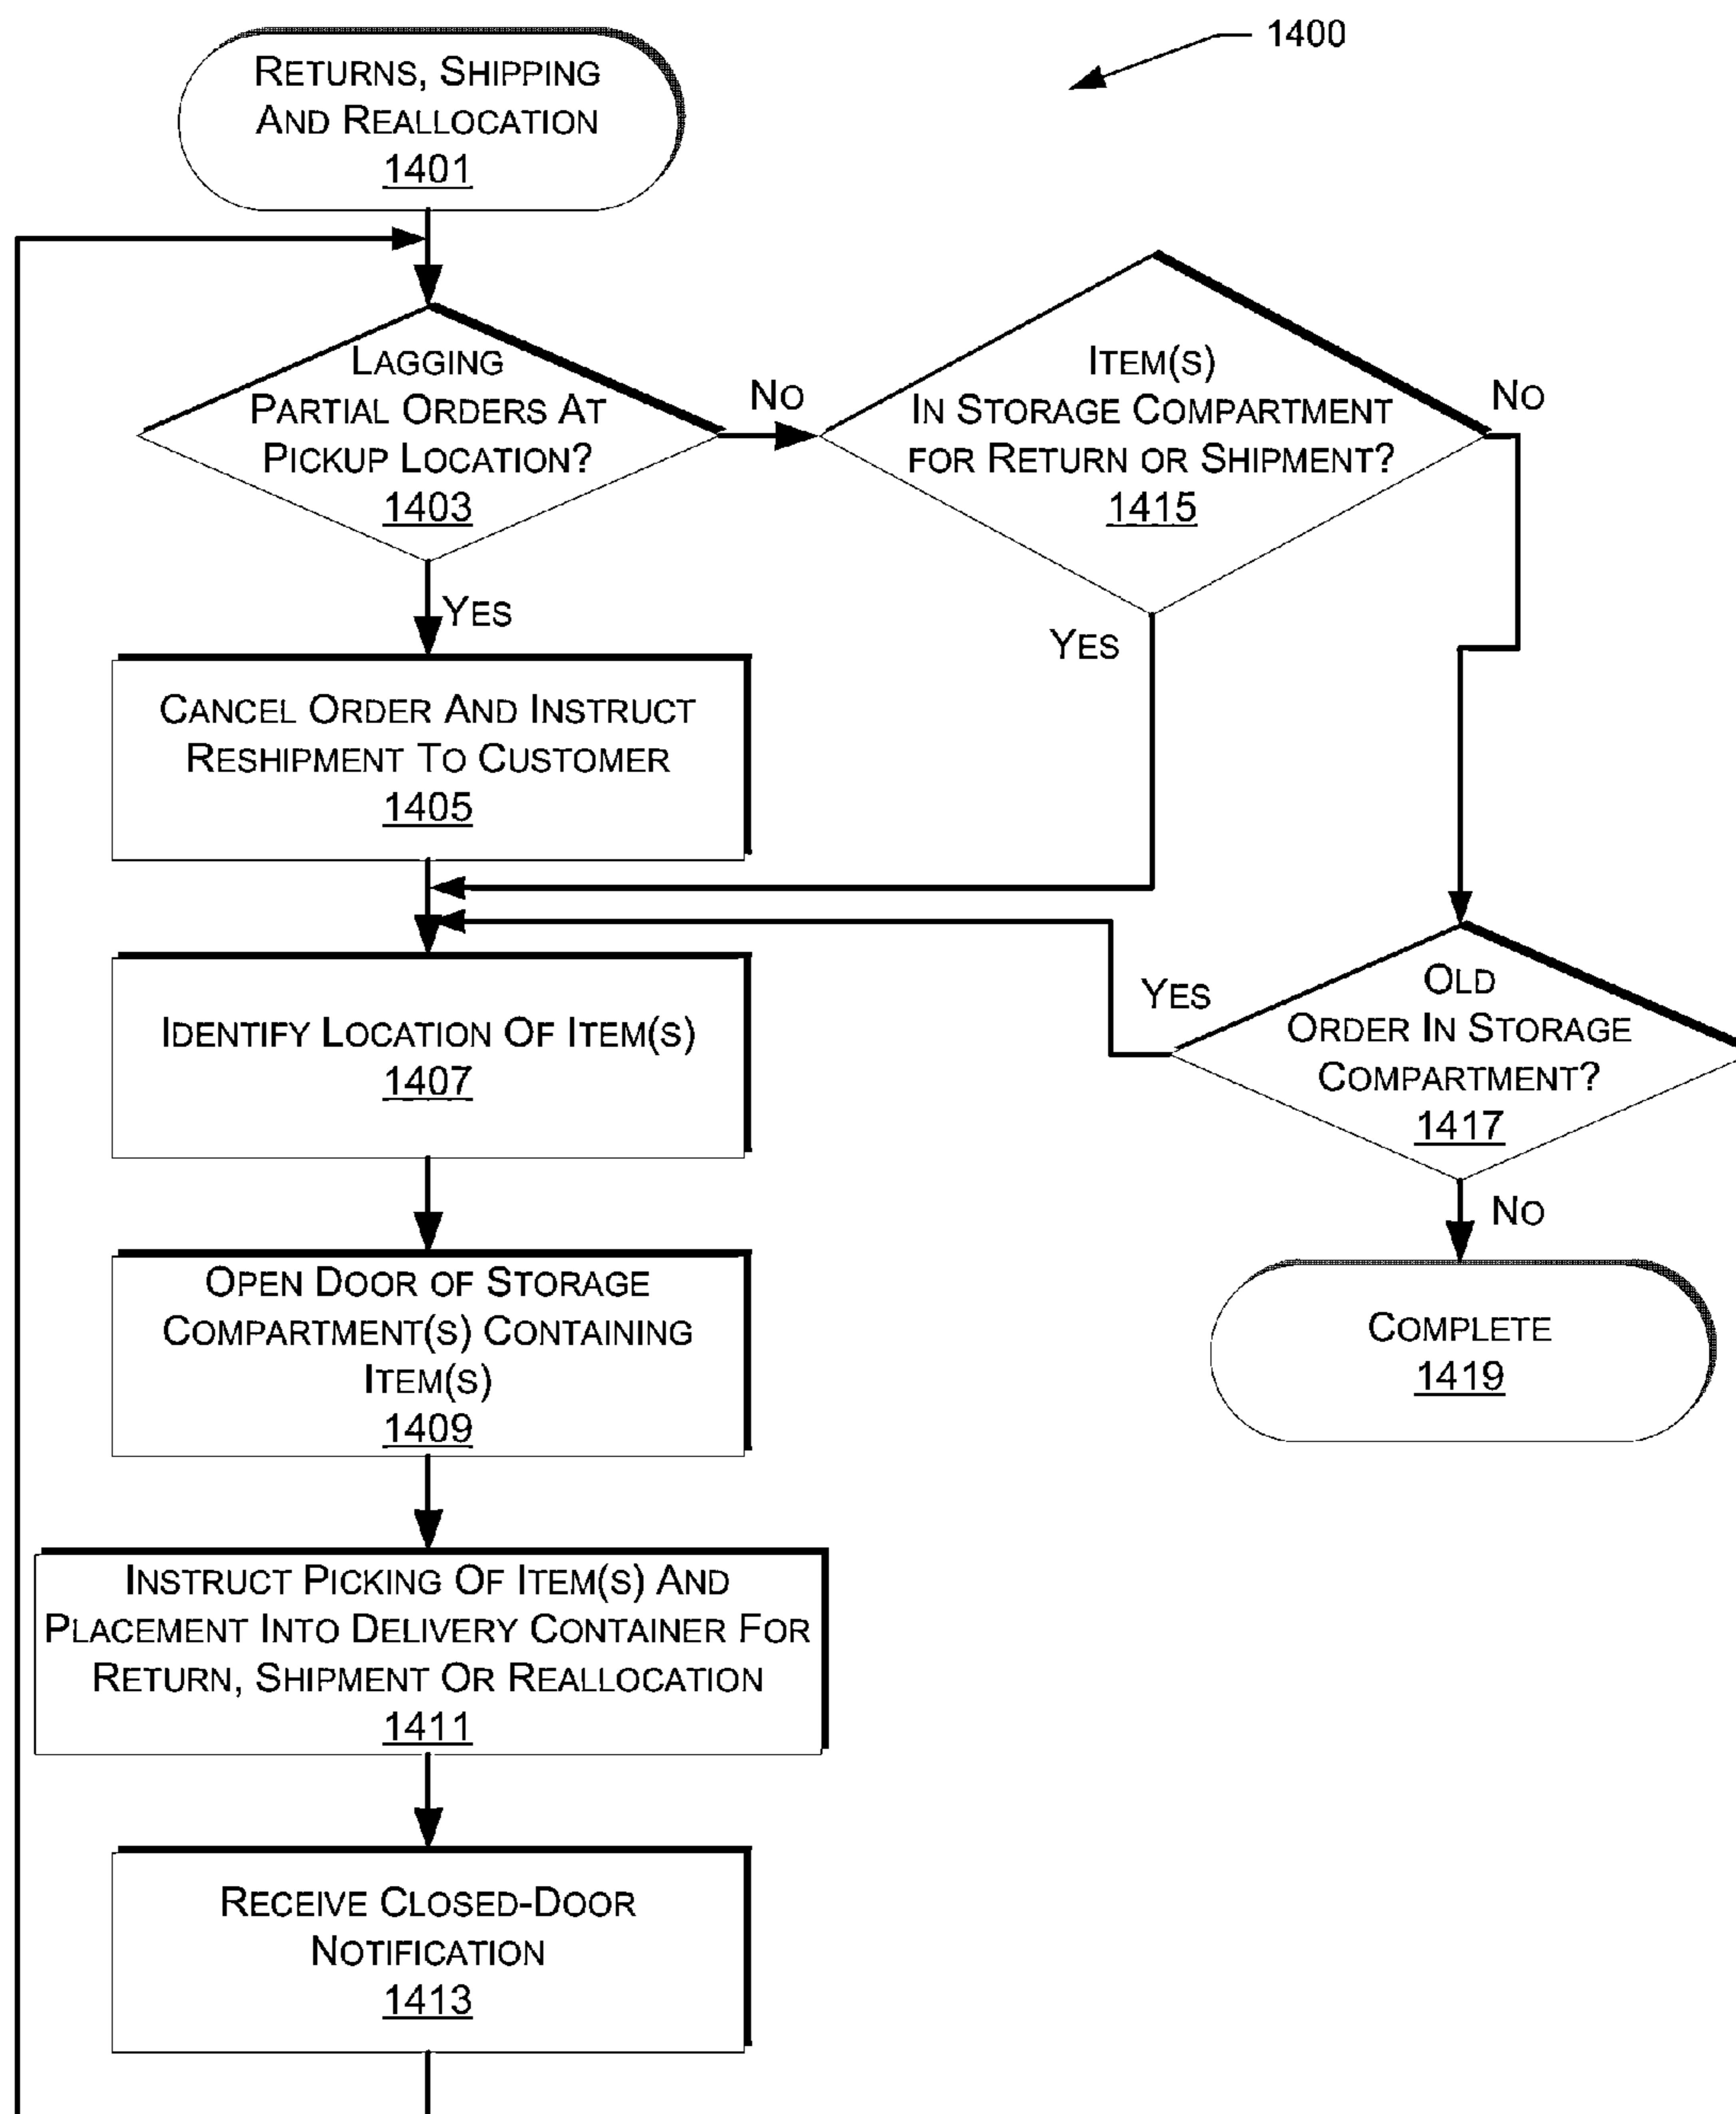 1400
RETURNS, SHIPPING
AND REALLOCATION
1401
LAGGING
PARTIAL ORDERS AT
PICKUP LOCATION?
1403
NO
ITEM(S)
IN STORAGE COMPARTMENT
FOR RETURN OR SHIPMENT?
1415
NO
YES
YES
CANCEL ORDER AND INSTRUCT
RESHIPMENT TO CUSTOMER
1405
IDENTIFY LOCATION OF ITEM(S)
1407
YES
OLD
ORDER IN STORAGE
COMPARTMENT?
1417
NO
OPEN DOOR OF STORAGE
COMPARTMENT(S) CONTAINING
ITEM(S)
1409
COMPLETE
1419
INSTRUCT PICKING OF ITEM(S) AND
PLACEMENT INTO DELIVERY CONTAINER FOR
RETURN, SHIPMENT OR REALLOCATION
1411
RECEIVE CLOSED-DOOR
NOTIFICATION
1413